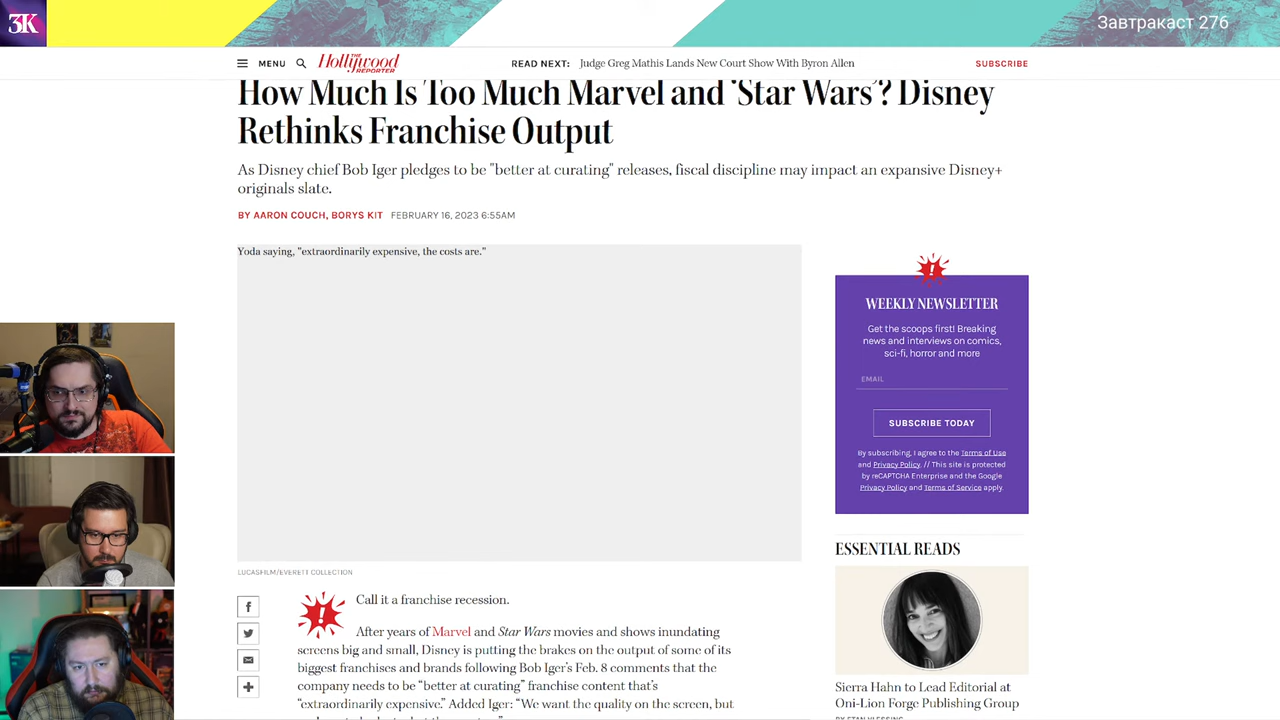 3K
Завтракаст 276
MENU
THE
Hollywood
REPORTER
READ NEXT: Judge Greg Mathis Lands New Court Show With Byron Allen
SUBSCRIBE
How Much Is Too Much Marvel and ‘Star Wars’? Disney
Rethinks Franchise Output
As Disney chief Bob Iger pledges to be "better at curating" releases, fiscal discipline may impact an expansive Disney+
originals slate.
BY AARON COUCH, BORYS KIT FEBRUARY 16, 2023 6:55AM
Yoda saying, "extraordinarily expensive, the costs are."
LUCASFILM/EVERETT COLLECTION
Call it a franchise recession.
After years of Marvel and Star Wars movies and shows inundating
screens big and small, Disney is putting the brakes on the output of some of its
biggest franchises and brands following Bob Iger’s Feb. 8 comments that the
company needs to be “better at curating” franchise content that’s
“extraordinarily expensive.” Added Iger: “We want the quality on the screen, but
WEEKLY NEWSLETTER
Get the scoops first! Breaking
news and interviews on comics,
sci-fi, horror and more
EMAIL
SUBSCRIBE TODAY
By subscribing, I agree to the Terms of Use
and Privacy Policy. // This site is protected
by reCAPTCHA Enterprise and the Google
Privacy Policy and Terms of Service apply.
ESSENTIAL READS
Sierra Hahn to Lead Editorial at
Oni-Lion Forge Publishing Group
BY ETAN VLESSING